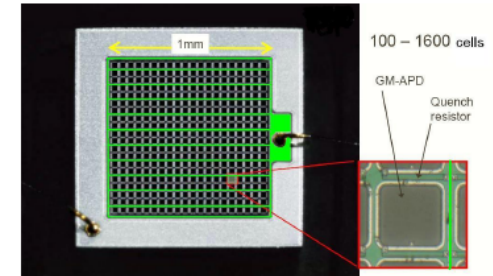 1mm
100 – 1600 cells
GM-APD
Quench
resistor